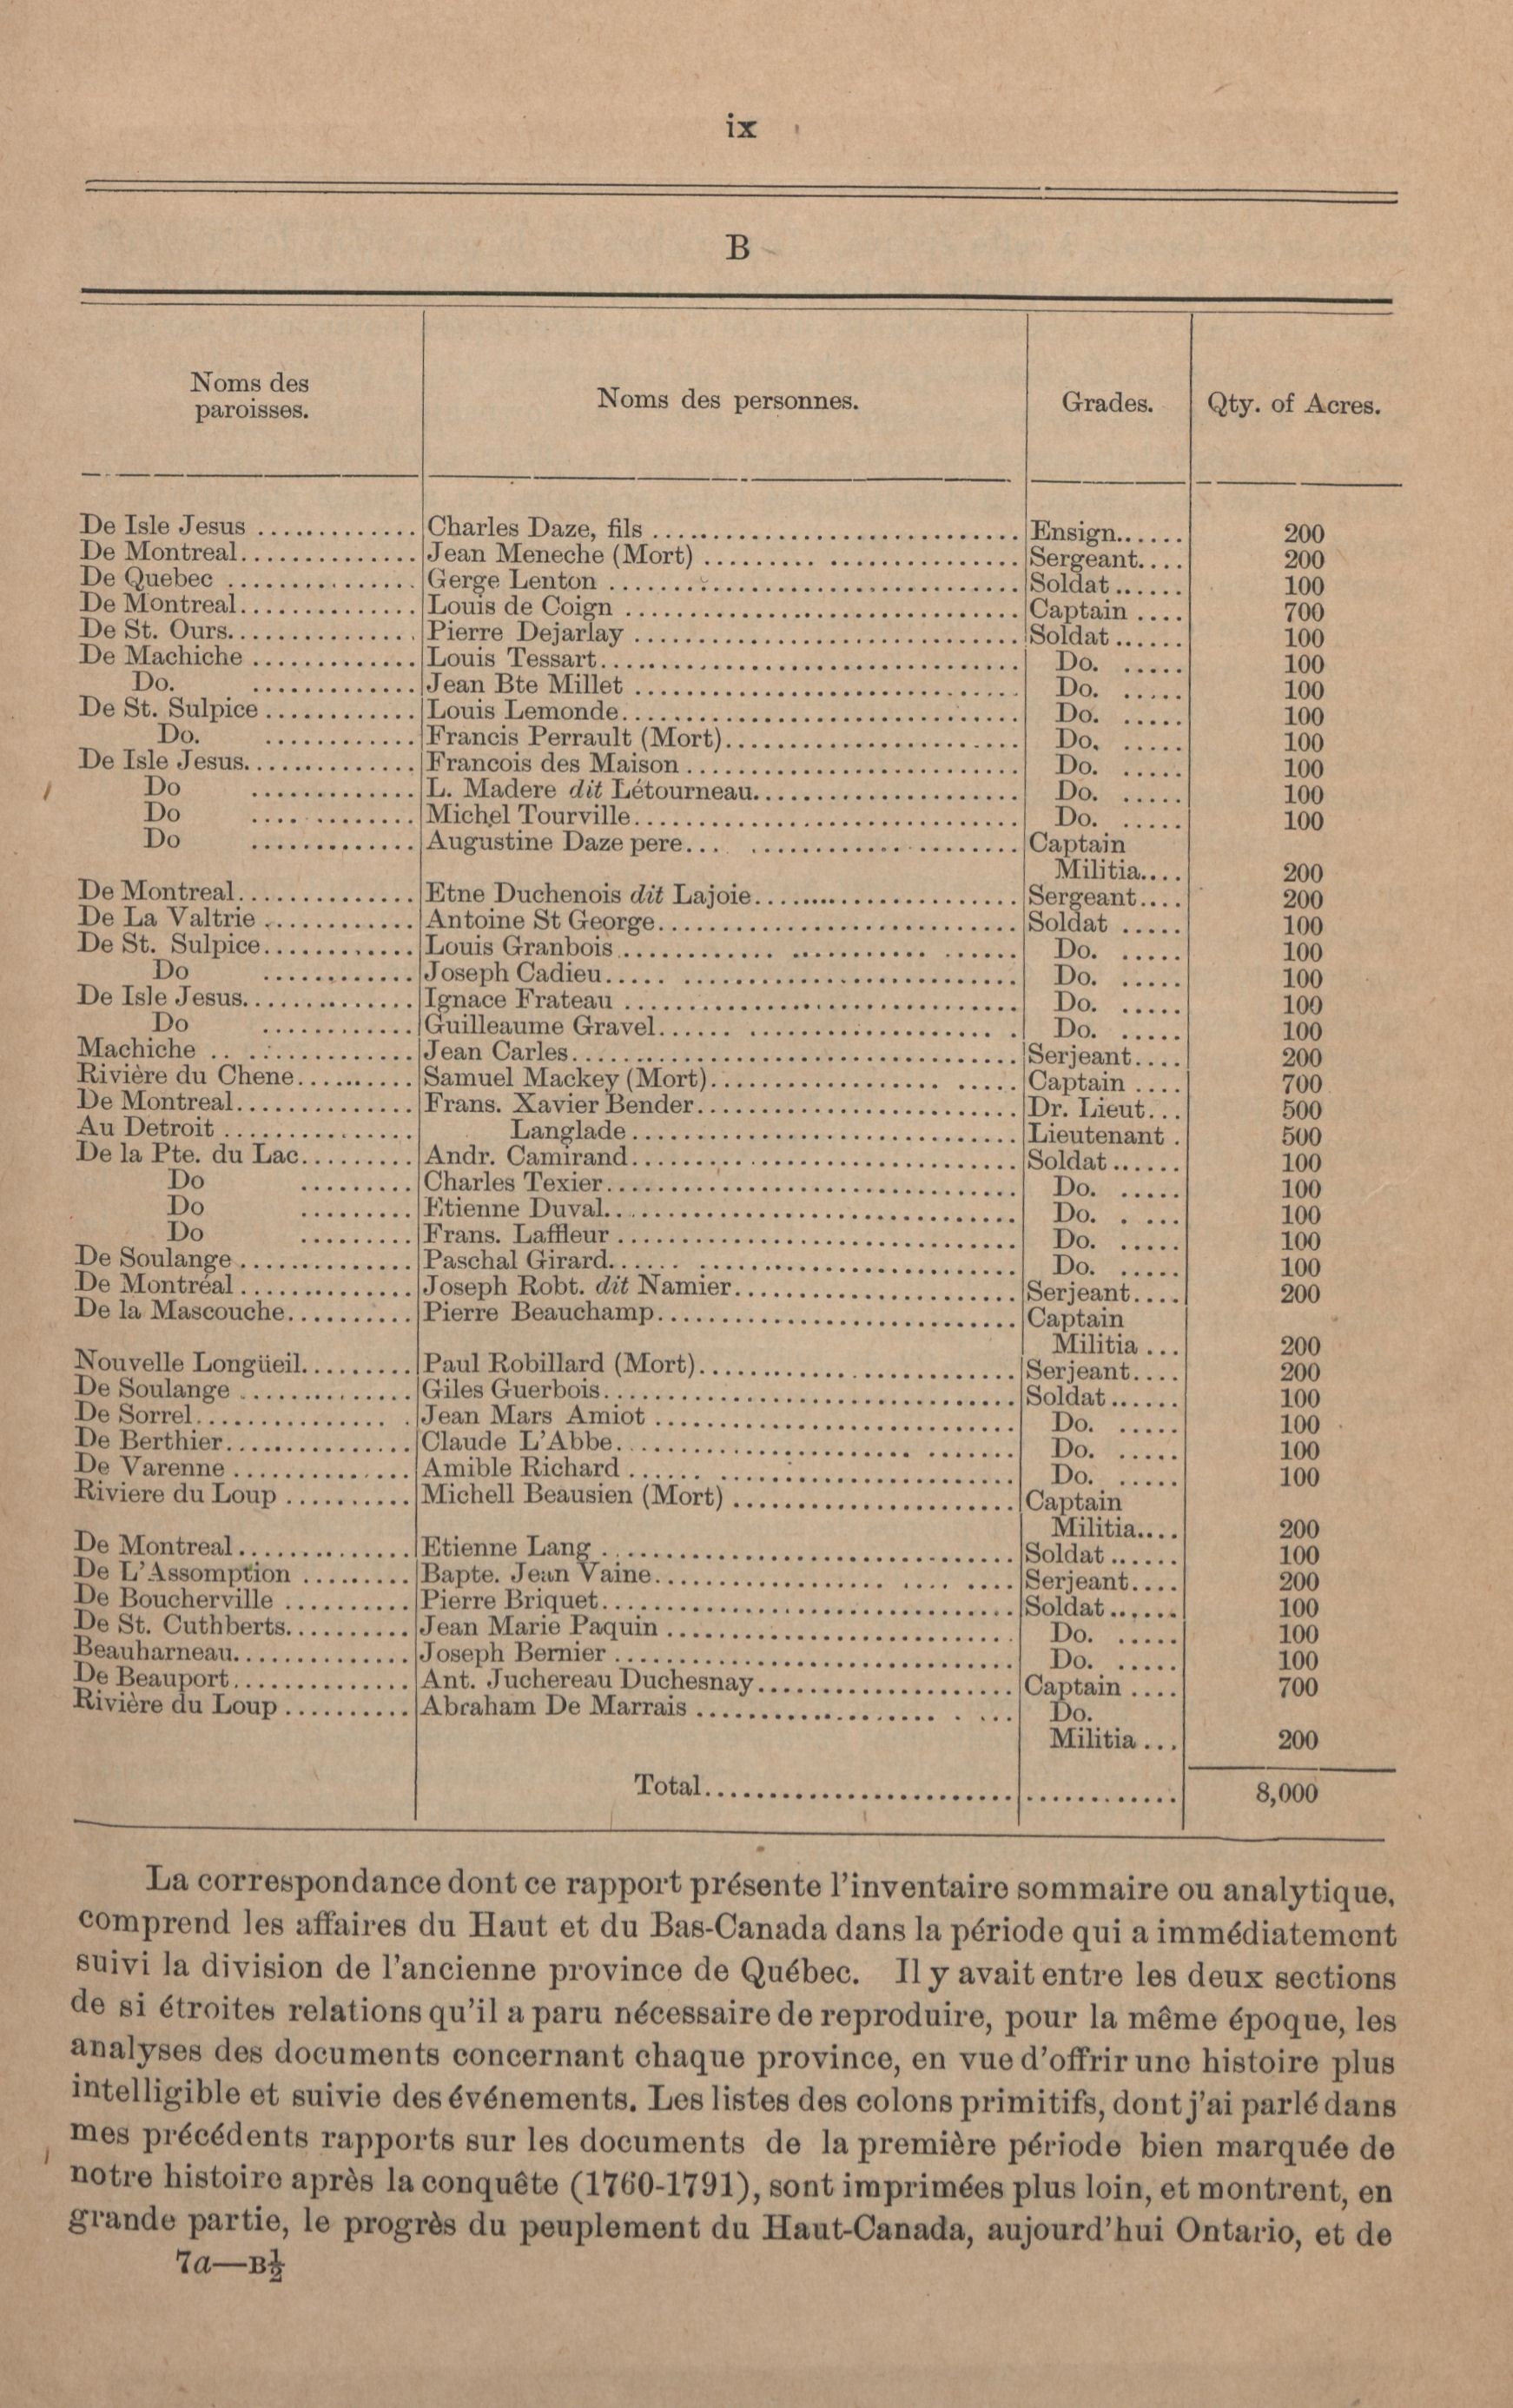 ix
B
Noms des
paroisses.
Noms des personnes.
Grades.
Qty. of Acres.
De Isle Jesus ............. Charles Daze, fils ............................ Ensign...... 200
De Montreal.............. Jean Meneche (Mort) ......... ............... Sergeant.... 200
De Quebec ............... Gerge Lenton ............................... Soldat...... 100
De Montreal.............. Louis de Coign .............................. Captain .... 700
De St. Ours............... Pierre Dejarlay ............................. Soldat...... 100
De Machiche ............. Louis Tessart................................ Do. ..... 100
Do. ............. Jean Bte Millet ............................. Do. ..... 100
De St. Sulpice............ Louis Lemonde............................... Do. ..... 100
Do. ............ Francis Perrault (Mort)....................... Do. ..... 100
De Isle Jesus.............. Francois des Maison.......................... Do. ..... 100
Do ............. L. Madere dit Létourneau..................... Do. ..... 100
Do .... ........ Michel Tourville.............................. Do. ..... 100
Do ............. Augustine Daze pere... ..................... Captain
Militia.... 200
De Montreal.............. Etne Duchenois dit Lajoie..................... Sergeant.... 200
De La Valtrie ............ Antoine St George............................ Soldat ..... 100
De St. Sulpice............ Louis Granbois............ ........... ...... Do. ..... 100
Do ............ Joseph Cadieu..... .......................... Do. ..... 100
De Isle Jesus.............. Ignace Frateau .............................. Do. ..... 100
Do ............ Guilleaume Gravel...... ................... . Do. ..... 100
Machiche .. ............. Jean Carles.................................. Serjeant.... 200
Rivière du Chene.......... Samuel Mackey (Mort).................. ..... Captain .... 700
De Montreal.............. Frans. Xavier Bender......................... Dr. Lieut... 500
Au Detroit ............... Langlade.............................. Lieutenant . 500
De la Pte. du Lac......... Andr. Camirand.............................. Soldat...... 100
Do ......... Charles Texier................................ Do. ..... 100
Do ......... Etienne Duval................................ Do. . ... 100
Do ......... Frans. Laffleur ............................... Do. ..... 100
De Soulange.............. Paschal Girard...... ......................... Do. ..... 100
De Montréal.............. Joseph Robt. dit Namier...................... Serjeant.... 200
De la Mascouche.......... Pierre Beauchamp............................ Captain
Militia ... 200
Nouvelle Longüeil......... Paul Robillard (Mort)......................... Serjeant.... 200
De Soulange .............. Giles Guerbois................................ Soldat...... 100
De Sorrel............... . Jean Mars Amiot ............................ Do. ..... 100
De Berthier............... Claude L'Abbe....................... ....... Do. ..... 100
De Varenne .............. Amible Richard ...... ....................... Do. ..... 100
Riviere du Loup .......... Michell Beausien (Mort) ...................... Captain
Militia.... 200
De Montreal.............. Etienne Lang ................................ Soldat...... 100
De L'Assomption ......... Bapte. Jean Vaine.................. .... .... Serjeant.... 200
De Boucherville .......... Pierre Briquet................................ Soldat...... 100
De St. Cuthberts.......... Jean Marie Paquin ........................... Do. ..... 100
Beauharneau.............. Joseph Bernier ............................... Do. ..... 100
De Beauport.............. Ant. Juchereau Duchesnay.................... Captain .... 700
Rivière du Loup .......... Abraham De Marrais ................... . ... Do.
Militia ... 200
Total.................................... 8,000
La correspondance dont ce rapport présente l'inventaire sommaire ou analytique,
comprend les affaires du Haut et du Bas-Canada dans la période qui a immédiatement
suivi la division de l'ancienne province de Québec. Il y avait entre les deux sections
de si étroites relations qu'il a paru nécessaire de reproduire, pour la même époque, les
analyses des documents concernant chaque province, en vue d'offrir une histoire plus
intelligible et suivie des événements. Les listes des colons primitifs, dont j'ai parlé dans
mes précédents rapports sur les documents de la première période bien marquée de
notre histoire après la conquête (1760-1791), sont imprimées plus loin, et montrent, en
grande partie, le progrès du peuplement du Haut-Canada, aujourd'hui Ontario, et de
7a—B½